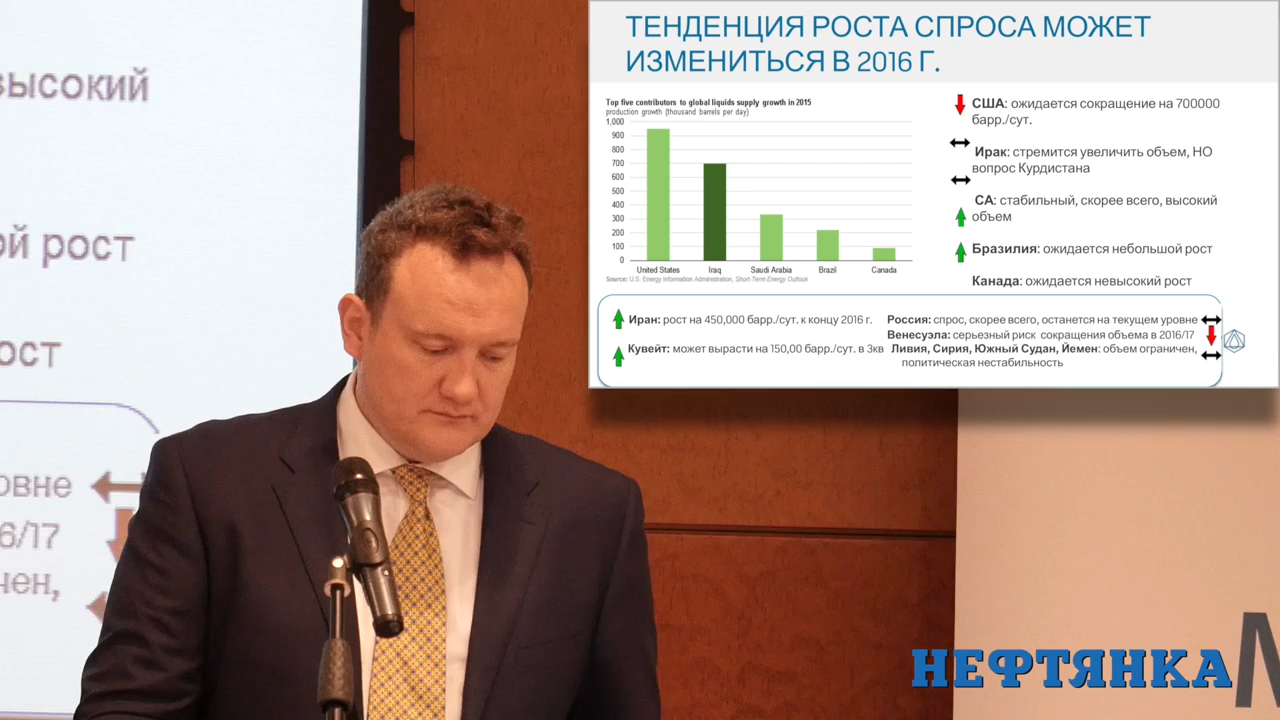 ТЕНДЕНЦИЯ РОСТА СПРОСА МОЖЕТ
ИЗМЕНИТЬСЯ В 2016 Г.
Top five contributors to global liquids supply growth in 2015
production growth (thousand barrels per day)
1,000
900
800
700
600
500
400
300
200
100
0
United States Iraq Saudi Arabia Brazil Canada
Source: U.S. Energy Information Administration, Short-Term Energy Outlook
США: ожидается сокращение на 700000
барр./сут.
Ирак: стремится увеличить объем, НО
вопрос Курдистана
СА: стабильный, скорее всего, высокий
объем
Бразилия: ожидается небольшой рост
Канада: ожидается невысокий рост
Иран: рост на 450,000 барр./сут. к концу 2016 г.
Кувейт: может вырасти на 150,00 барр./сут. в 3кв
Россия: спрос, скорее всего, останется на текущем уровне
Венесуэла: серьезный риск сокращения объема в 2016/17
Ливия, Сирия, Южный Судан, Йемен: объем ограничен,
политическая нестабильность
высокий
ой рост
ост
овне
6/17
чен,
НЕФТЯНКА
М